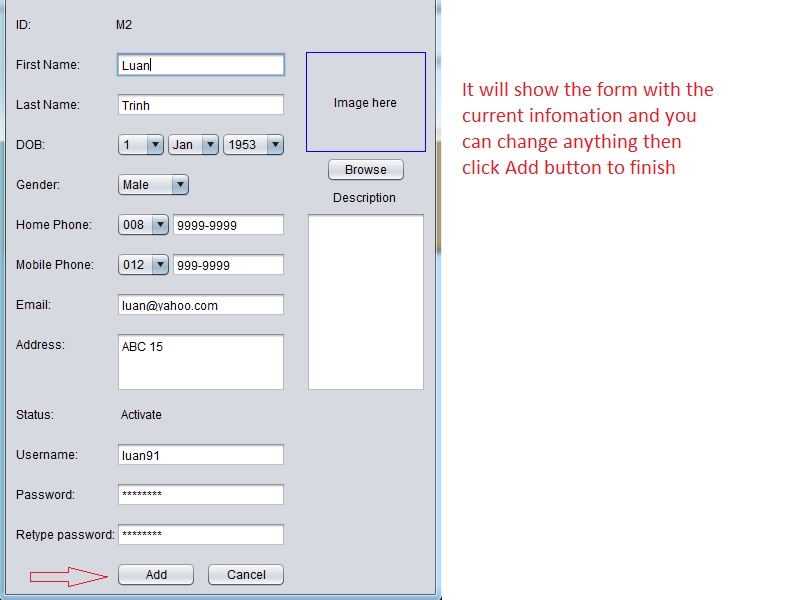 ID: M2
First Name: Luan
Image here
Last Name: Trinh
DOB: 1 Jan 1953
Browse
Gender: Male
Description
Home Phone: 008 9999-9999
Mobile Phone: 012 999-9999
Email: luan@yahoo.com
Address: ABC 15
Status: Activate
Username: luan91
Password: ********
Retype password: ********
Add Cancel
It will show the form with the
current infomation and you
can change anything then
click Add button to finish